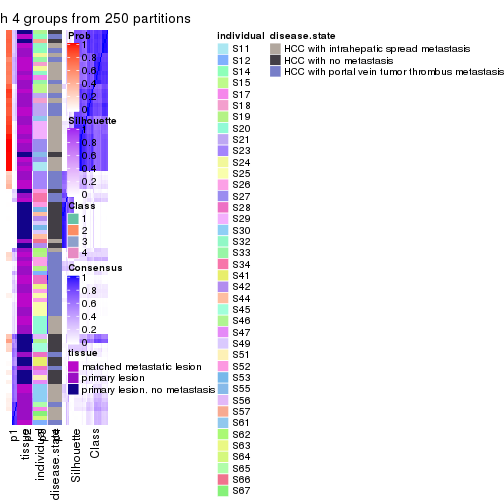 h 4 groups from 250 partitions
Prob
1
0.8
0.6
0.4
0.2
0
Silhouette
1
0.8
0.6
0.4
0.2
0
Class
1
2
3
4
Consensus
1
0.8
0.6
0.4
0.2
0
tissue
matched metastatic lesion
primary lesion
primary lesion. no metastasis
individual
S11
S12
S14
S15
S17
S18
S19
S20
S21
S23
S24
S25
S26
S27
S28
S29
S30
S32
S33
S34
S41
S42
S44
S45
S46
S47
S49
S51
S52
S53
S55
S56
S57
S61
S62
S63
S64
S65
S66
S67
disease.state
HCC with intrahepatic spread metastasis
HCC with no metastasis
HCC with portal vein tumor thrombus metastasis
p1
tissue
individual
disease.state
Silhouette
Class